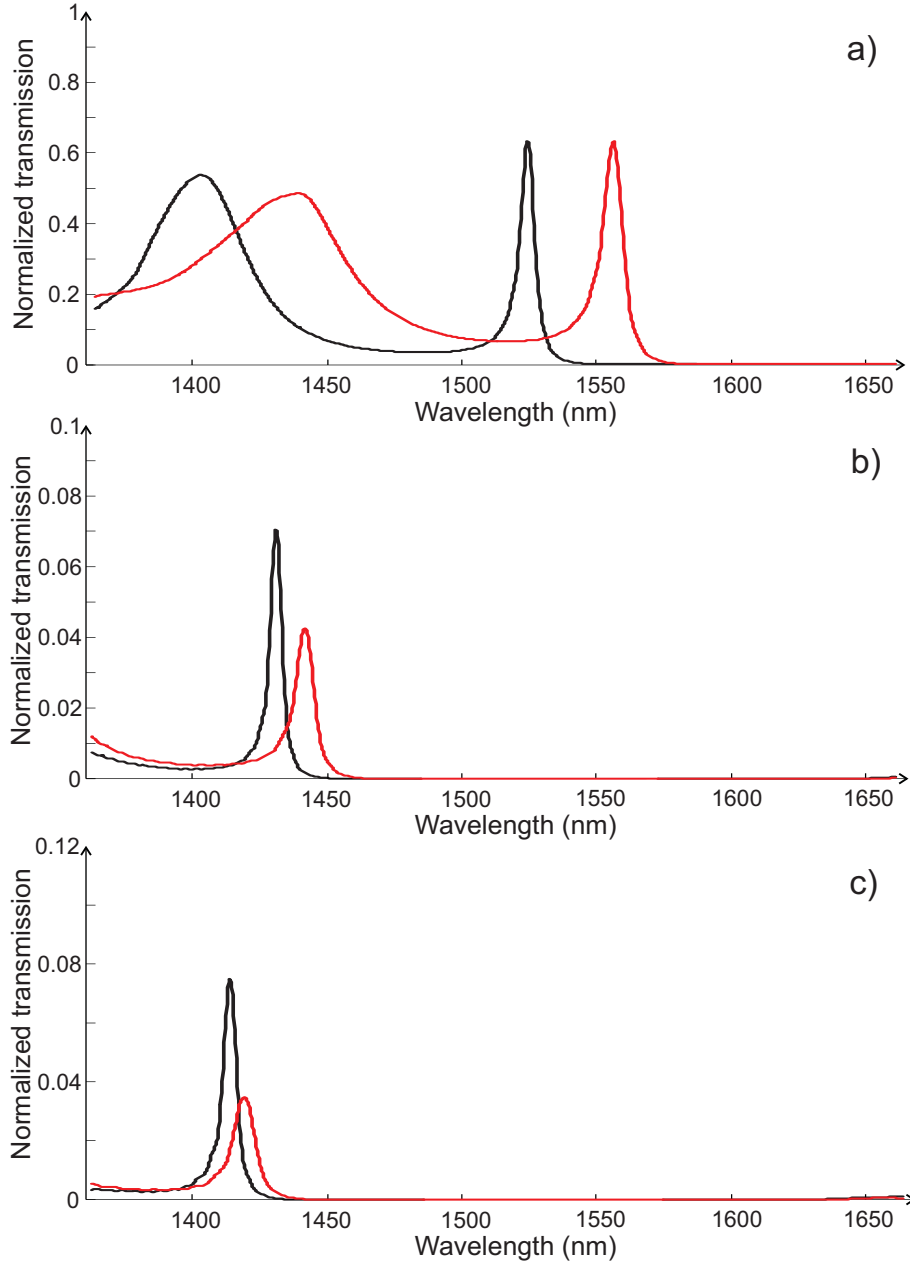 1
a)
Normalized transmission
0.8
0.6
0.4
0.2
0
1400 1450 1500 1550 1600 1650
Wavelength (nm)
0.1
b)
Normalized transmission
0.08
0.06
0.04
0.02
0
1400 1450 1500 1550 1600 1650
Wavelength (nm)
0.12
c)
Normalized transmission
0.08
0.04
0
1400 1450 1500 1550 1600 1650
Wavelength (nm)